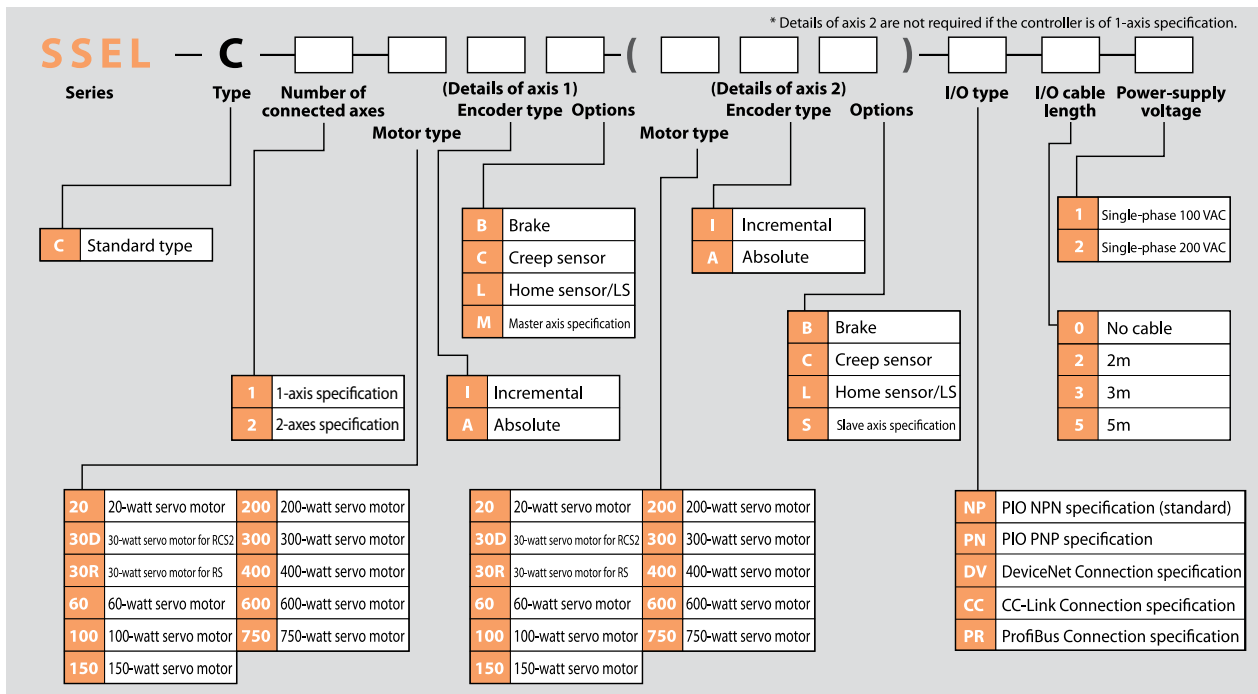 * Details of axis 2 are not required if the controller is of 1-axis specification.
SSEL — C — ( ) —
Series
Type
Number of
connected axes
(Details of axis 1)
Motor type
Encoder type
Options
(Details of axis 2)
Motor type
Encoder type
Options
I/O type
I/O cable
length
Power-supply
voltage
C Standard type
1 1-axis specification
2 2-axes specification
B Brake
C Creep sensor
L Home sensor/LS
M Master axis specification
I Incremental
A Absolute
I Incremental
A Absolute
B Brake
C Creep sensor
L Home sensor/LS
S Slave axis specification
1 Single-phase 100 VAC
2 Single-phase 200 VAC
0 No cable
2 2m
3 3m
5 5m
20 20-watt servo motor 200 200-watt servo motor
30D 30-watt servo motor for RCS2 300 300-watt servo motor
30R 30-watt servo motor for RS 400 400-watt servo motor
60 60-watt servo motor 600 600-watt servo motor
100 100-watt servo motor 750 750-watt servo motor
150 150-watt servo motor
20 20-watt servo motor 200 200-watt servo motor
30D 30-watt servo motor for RCS2 300 300-watt servo motor
30R 30-watt servo motor for RS 400 400-watt servo motor
60 60-watt servo motor 600 600-watt servo motor
100 100-watt servo motor 750 750-watt servo motor
150 150-watt servo motor
NP PIO NPN specification (standard)
PN PIO PNP specification
DV DeviceNet Connection specification
CC CC-Link Connection specification
PR ProfiBus Connection specification